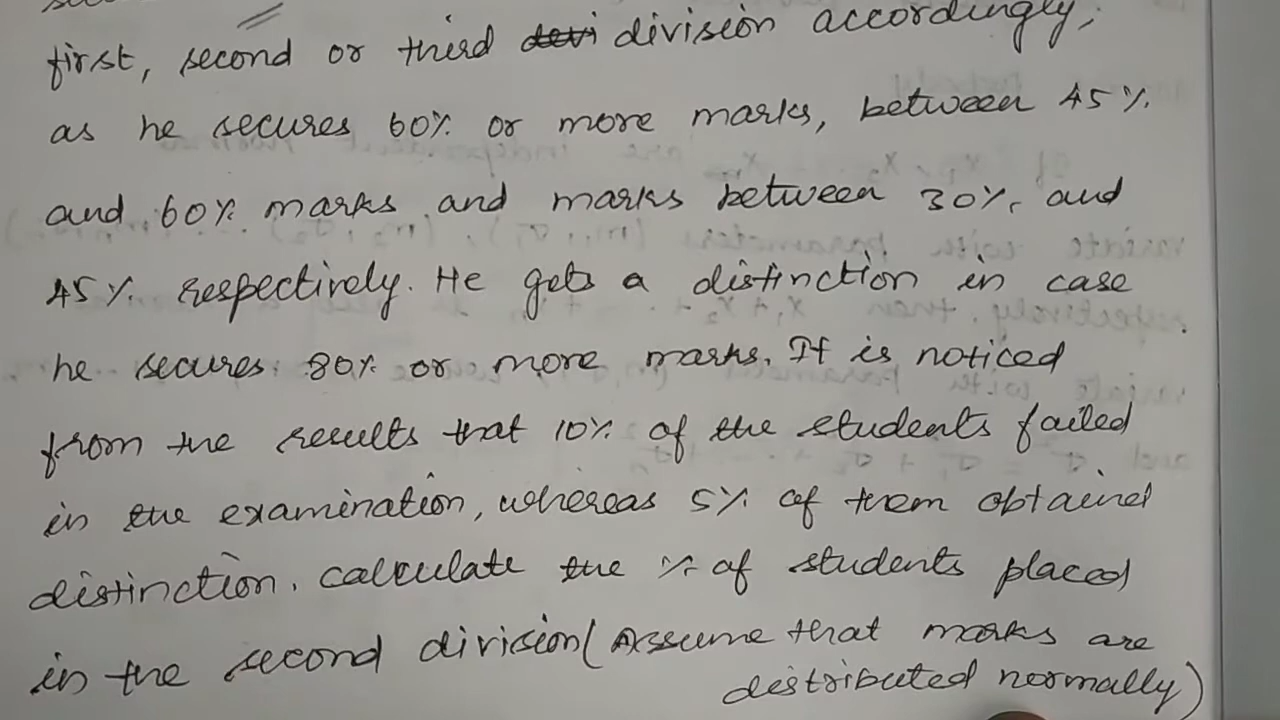 first, second or third devi division accordingly,
as he secures 60% or more marks, between 45%
and 60% marks and marks between 30% and
45% respectively. He gets a distinction in case
he secures 80% or more marks. It is noticed
from the results that 10% of the students failed
in the examination, whereas 5% of them obtained
distinction. calculate the % of students placed
in the second division (Assume that marks are
distributed normally)